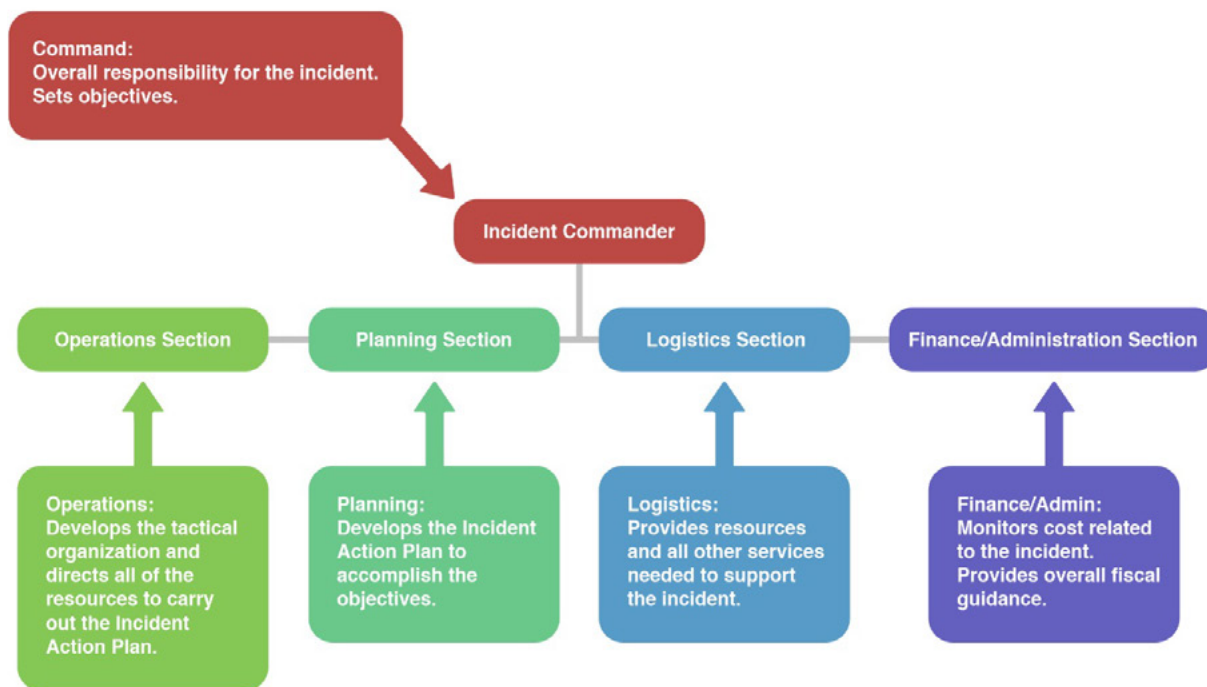 Command:
Overall responsibility for the incident.
Sets objectives.
Incident Commander
Operations Section
Planning Section
Logistics Section
Finance/Administration Section
Operations:
Develops the tactical
organization and
directs all of the
resources to carry
out the Incident
Action Plan.
Planning:
Develops the Incident
Action Plan to
accomplish the
objectives.
Logistics:
Provides resources
and all other services
needed to support
the incident.
Finance/Admin:
Monitors cost related
to the incident.
Provides overall fiscal
guidance.